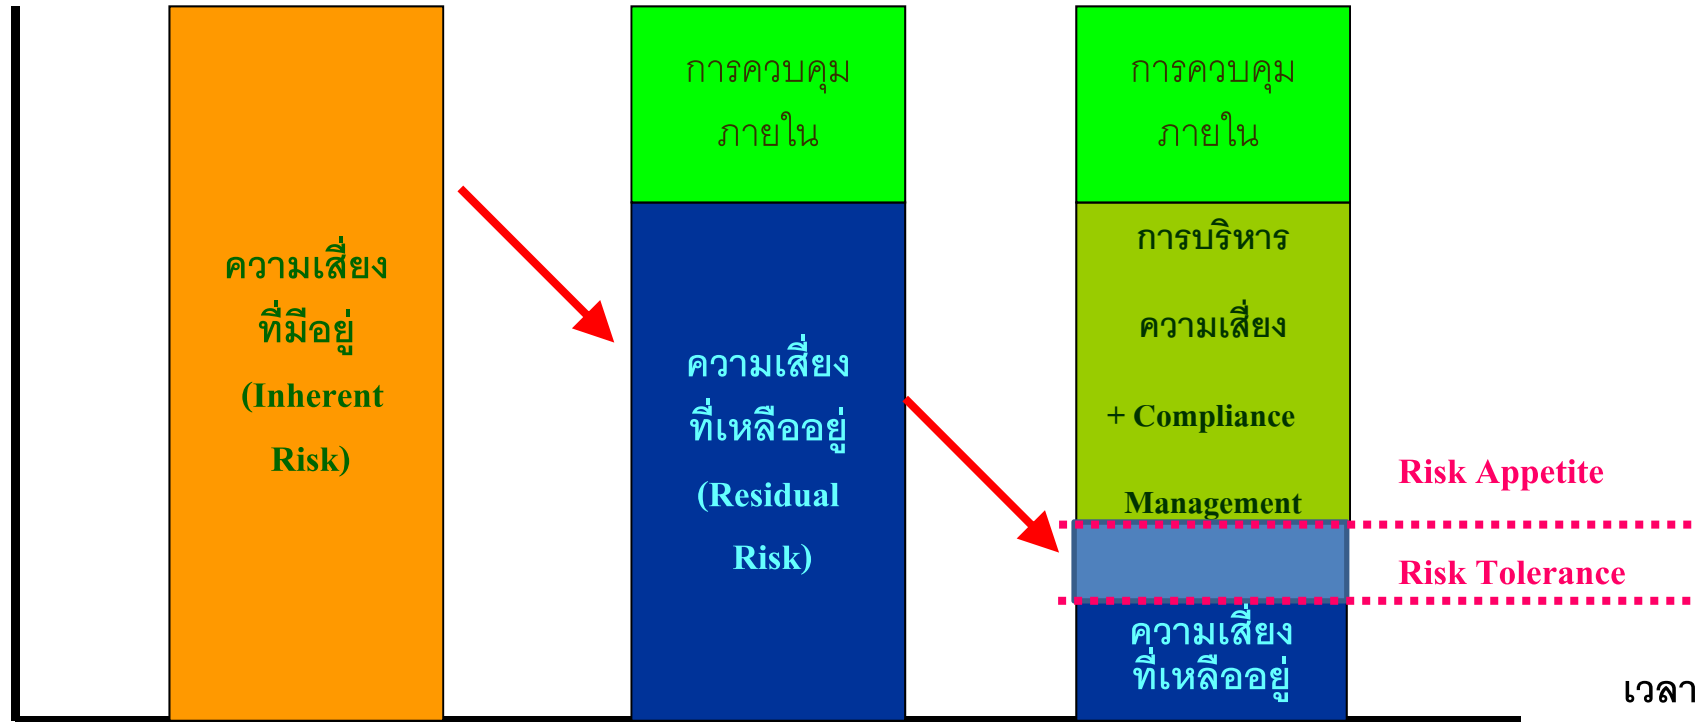 ความเสี่ยง
ที่มีอยู่
(Inherent
Risk)
การควบคุม
ภายใน
ความเสี่ยง
ที่เหลืออยู่
(Residual
Risk)
การควบคุม
ภายใน
การบริหาร
ความเสี่ยง
+ Compliance
Management
ความเสี่ยง
ที่เหลืออยู่
Risk Appetite
Risk Tolerance
เวลา